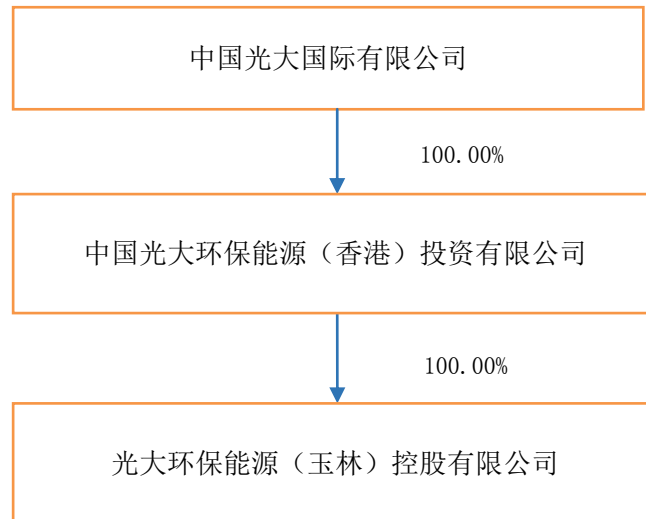 中国光大国际有限公司
100.00%
中国光大环保能源（香港）投资有限公司
100.00%
光大环保能源（玉林）控股有限公司